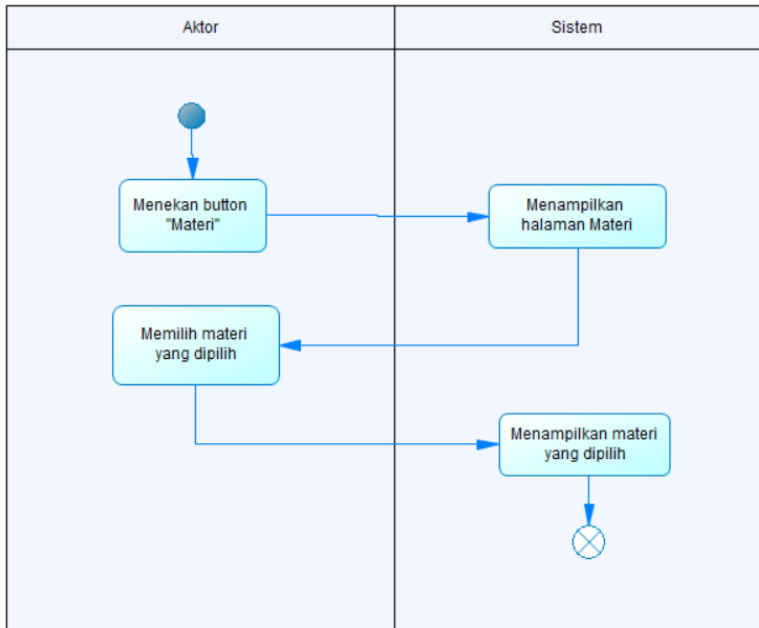 Aktor
Sistem
Menekan button
"Materi"
Menampilkan
halaman Materi
Memilih materi
yang dipilih
Menampilkan materi
yang dipilih